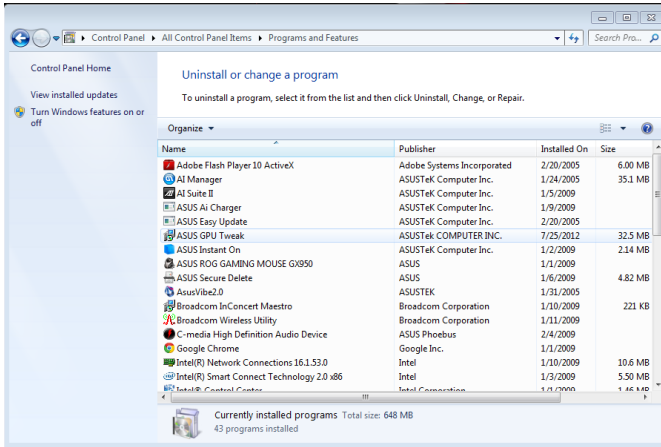 Control Panel All Control Panel Items Programs and Features Search Pro...
Control Panel Home
View installed updates
Turn Windows features on or
off
Uninstall or change a program
To uninstall a program, select it from the list and then click Uninstall, Change, or Repair.
Organize
Name Publisher Installed On Size
Adobe Flash Player 10 ActiveX Adobe Systems Incorporated 2/20/2005 6.00 MB
AI Manager ASUSTeK Computer Inc. 1/24/2005 35.1 MB
AI Suite II ASUSTeK Computer Inc. 1/5/2009
ASUS Ai Charger ASUSTeK Computer Inc. 1/9/2009
ASUS Easy Update ASUSTeK Computer Inc. 2/20/2005
ASUS GPU Tweak ASUSTek COMPUTER INC. 7/25/2012 32.5 MB
ASUS Instant On ASUSTeK Computer Inc. 1/2/2009 2.14 MB
ASUS ROG GAMING MOUSE GX950 ASUS 1/1/2009
ASUS Secure Delete ASUS 1/6/2009 4.82 MB
AsusVibe2.0 ASUSTEK 1/31/2005
Broadcom InConcert Maestro Broadcom Corporation 1/10/2009 221 KB
Broadcom Wireless Utility Broadcom Corporation 1/11/2009
C-media High Definition Audio Device ASUS Phoebus 2/4/2009
Google Chrome Google Inc. 1/1/2009
Intel(R) Network Connections 16.1.53.0 Intel 1/10/2009 10.6 MB
Intel(R) Smart Connect Technology 2.0 x86 Intel 1/3/2009 5.50 MB
Intel® Control Center Intel Corporation 1/1/2009 1.46 MB
Currently installed programs Total size: 648 MB
43 programs installed